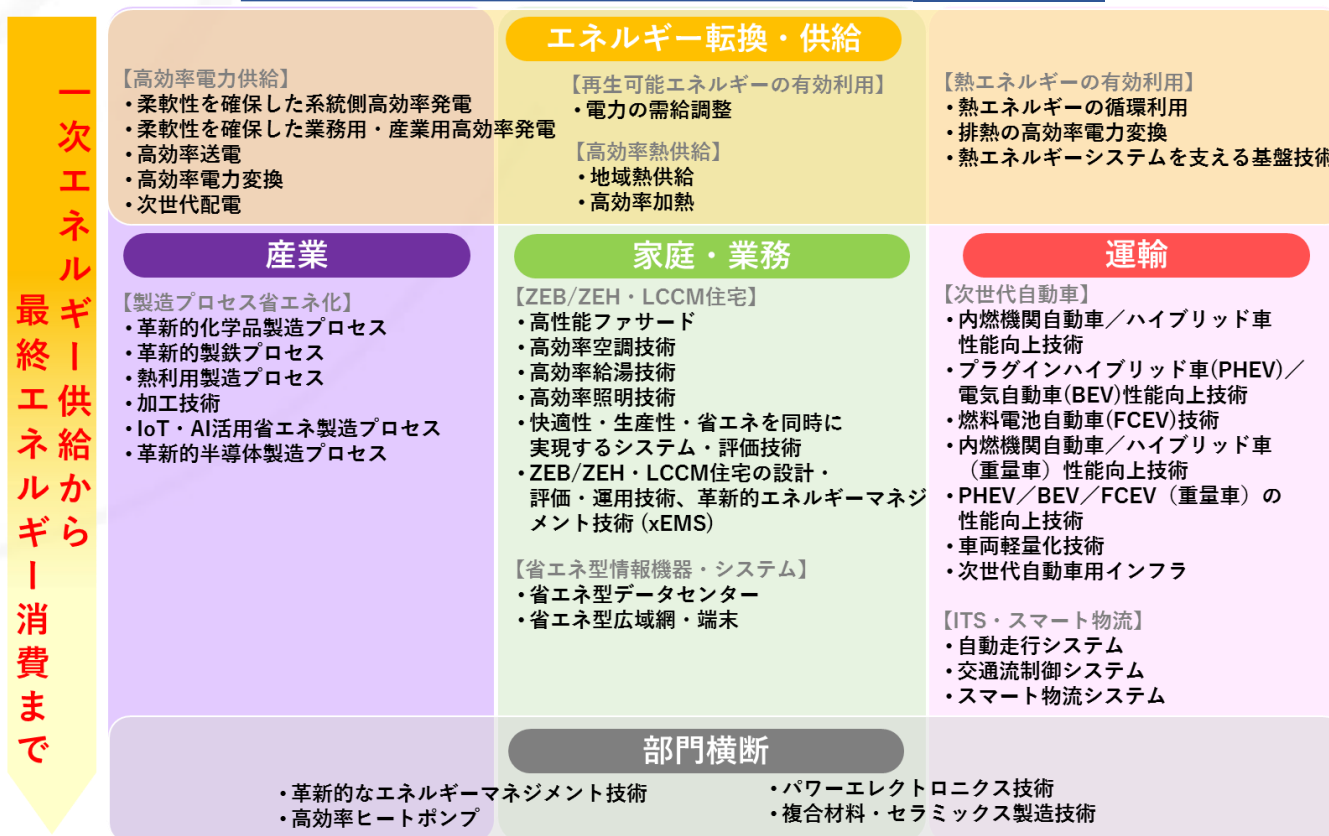 一次エネルギー供給から
最終エネルギー消費まで
エネルギー転換・供給
【高効率電力供給】
・柔軟性を確保した系統側高効率発電
・柔軟性を確保した業務用・産業用高効率発電
・高効率送電
・高効率電力変換
・次世代配電
【再生可能エネルギーの有効利用】
・電力の需給調整
【高効率熱供給】
・地域熱供給
・高効率加熱
【熱エネルギーの有効利用】
・熱エネルギーの循環利用
・排熱の高効率電力変換
・熱エネルギーシステムを支える基盤技術
産業
【製造プロセス省エネ化】
・革新的化学品製造プロセス
・革新的製鉄プロセス
・熱利用製造プロセス
・加工技術
・IoT・AI活用省エネ製造プロセス
・革新的半導体製造プロセス
家庭・業務
【ZEB/ZEH・LCCM住宅】
・高性能ファサード
・高効率空調技術
・高効率給湯技術
・高効率照明技術
・快適性・生産性・省エネを同時に
実現するシステム・評価技術
・ZEB/ZEH・LCCM住宅の設計・
評価・運用技術、革新的エネルギーマネジ
メント技術 (xEMS)
【省エネ型情報機器・システム】
・省エネ型データセンター
・省エネ型広域網・端末
運輸
【次世代自動車】
・内燃機関自動車／ハイブリッド車
性能向上技術
・プラグインハイブリッド車(PHEV)／
電気自動車(BEV)性能向上技術
・燃料電池自動車(FCEV)技術
・内燃機関自動車／ハイブリッド車
（重量車）性能向上技術
・PHEV／BEV／FCEV（重量車）の
性能向上技術
・車両軽量化技術
・次世代自動車用インフラ
【ITS・スマート物流】
・自動走行システム
・交通流制御システム
・スマート物流システム
部門横断
・革新的なエネルギーマネジメント技術
・高効率ヒートポンプ
・パワーエレクトロニクス技術
・複合材料・セラミックス製造技術